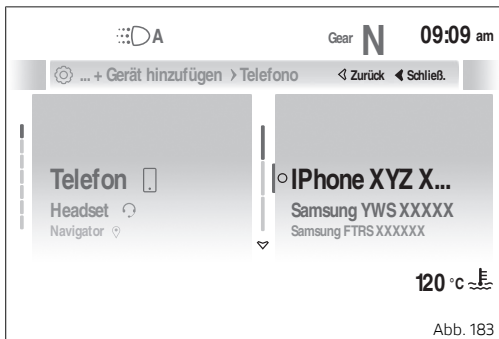 A Gear N 09:09 am
... + Gerät hinzufügen › Telefono ◁ Zurück ◀ Schließ.
Telefon
Headset
Navigator
IPhone XYZ X...
Samsung YWS XXXXX
Samsung FTRS XXXXXX
120 °C
Abb. 183